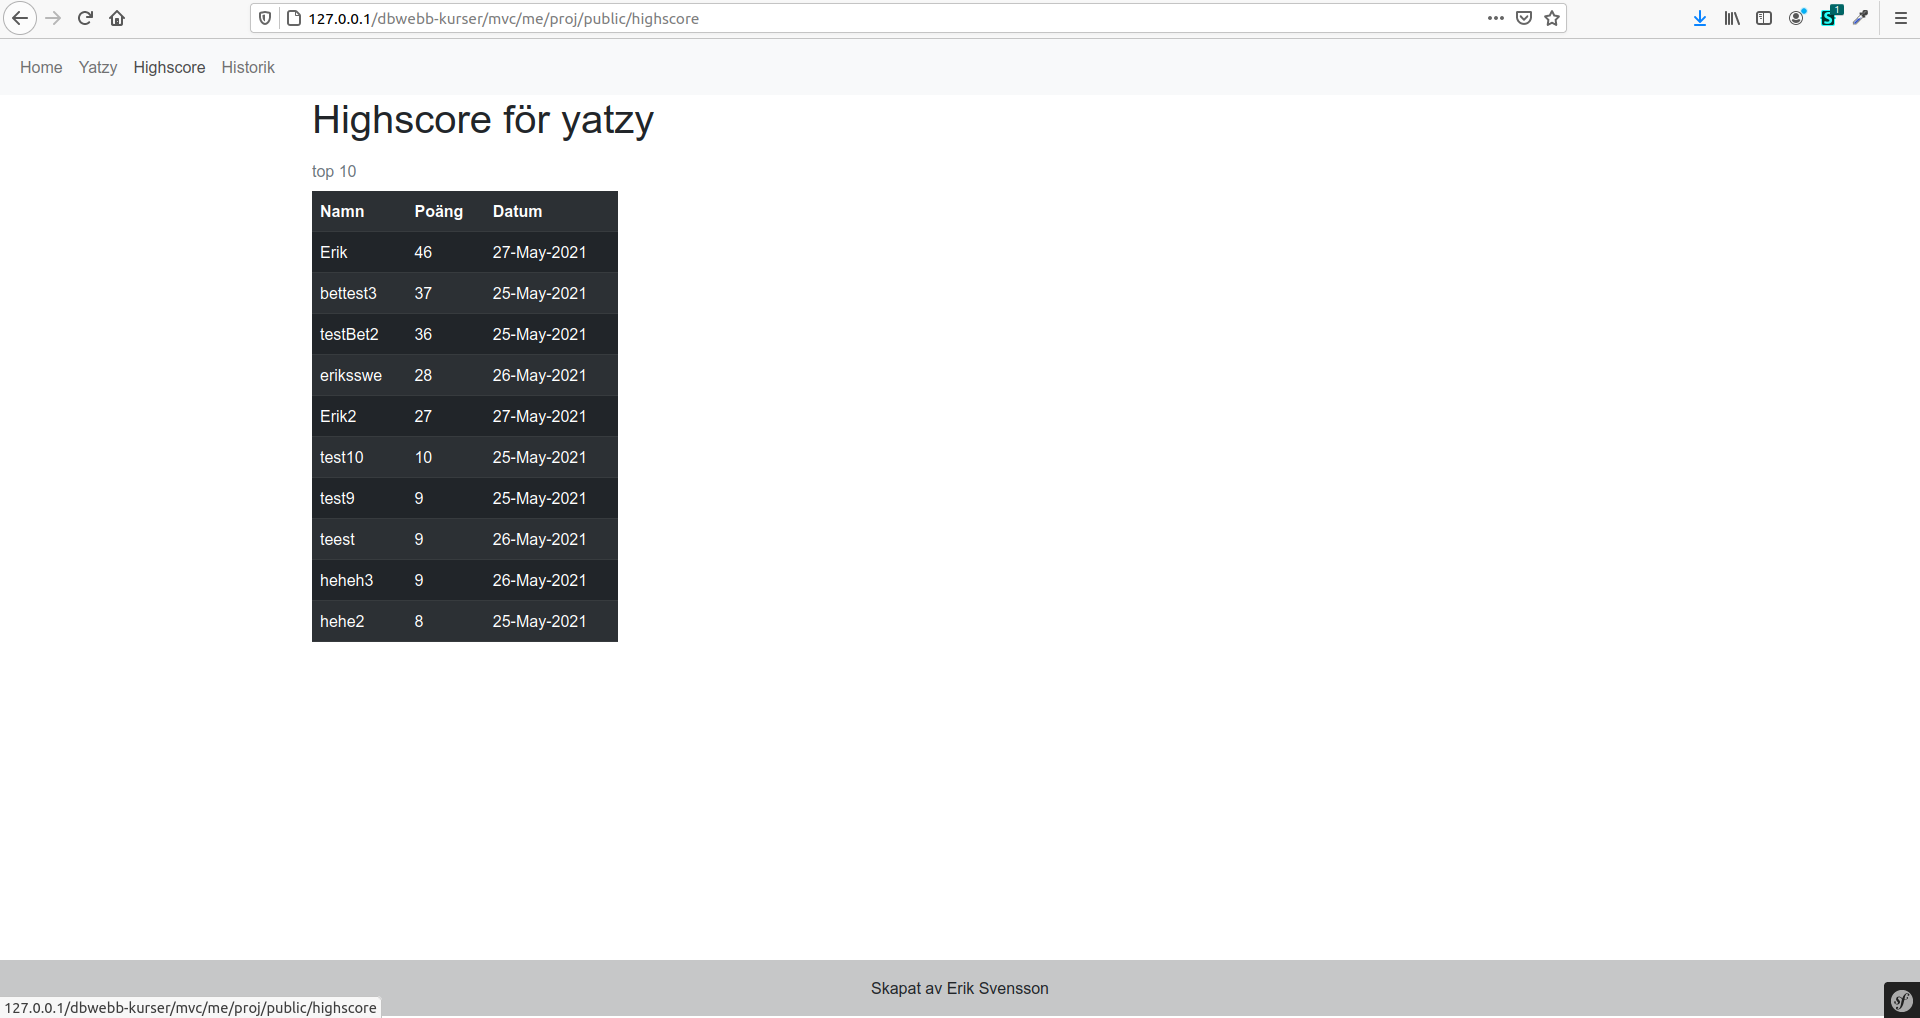 127.0.0.1/dbwebb-kurser/mvc/me/proj/public/highscore
1
Home Yatzy Highscore Historik
Highscore för yatzy
top 10
Namn Poäng Datum
Erik 46 27-May-2021
bettest3 37 25-May-2021
testBet2 36 25-May-2021
eriksswe 28 26-May-2021
Erik2 27 27-May-2021
test10 10 25-May-2021
test9 9 25-May-2021
teest 9 26-May-2021
heheh3 9 26-May-2021
hehe2 8 25-May-2021
Skapat av Erik Svensson
127.0.0.1/dbwebb-kurser/mvc/me/proj/public/highscore
sf